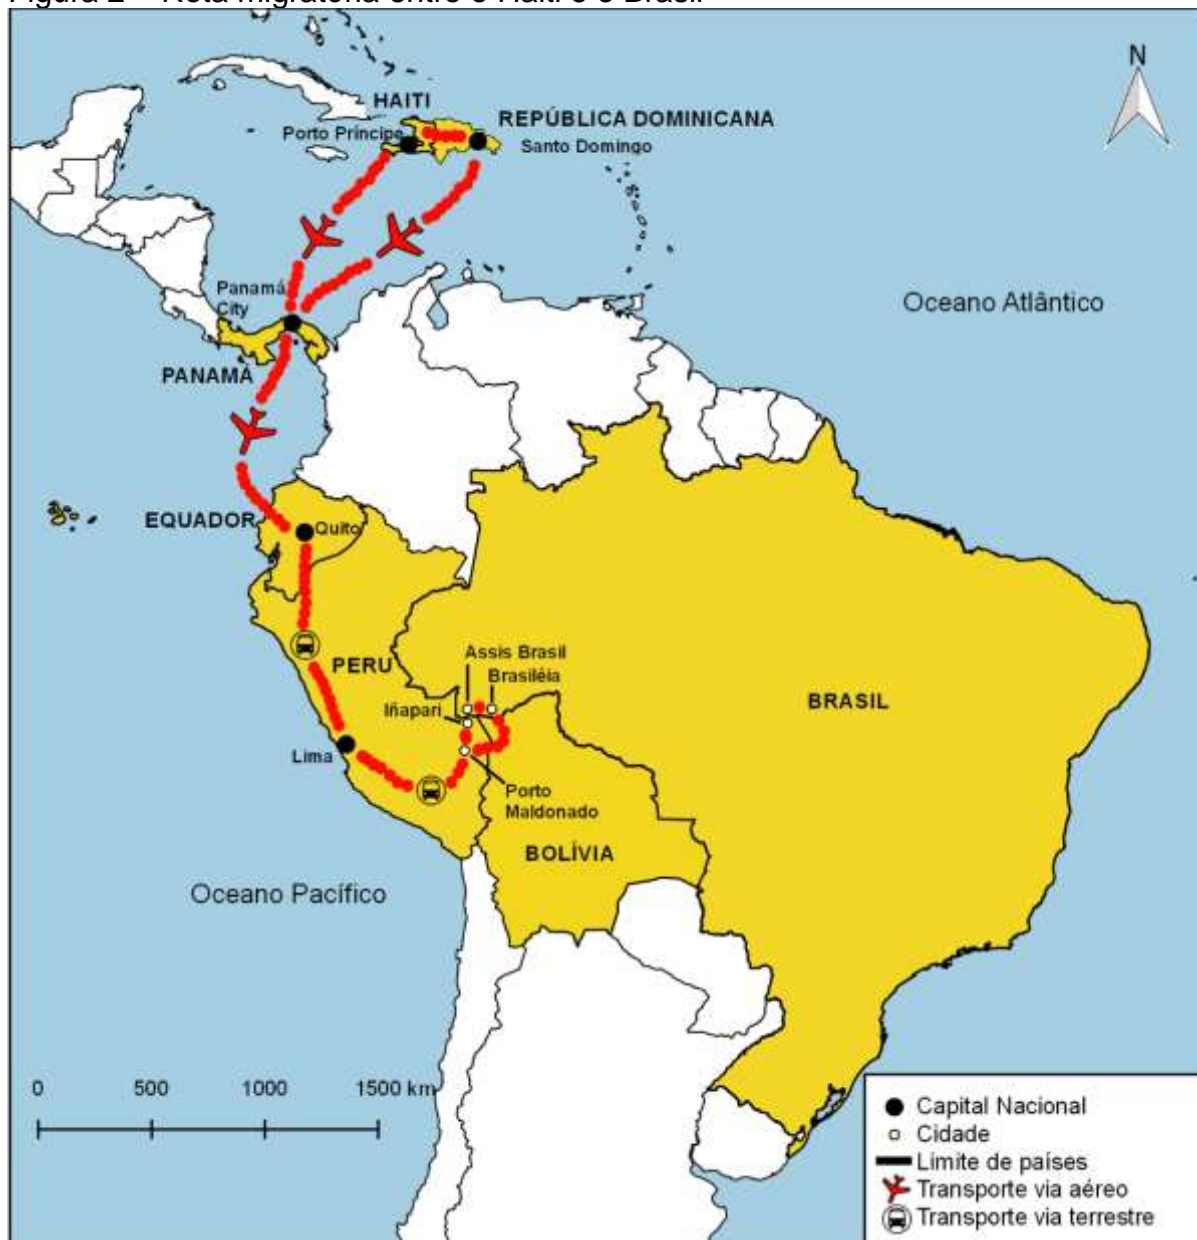 Figura 2 – Rota migratória entre o Haiti e o Brasil
N
HAITI
REPÚBLICA DOMINICANA
Porto Príncipe
Santo Domingo
Panamá
City
PANAMÁ
Oceano Atlântico
EQUADOR
Quito
PERU
Assis Brasil
Brasiléia
Iñapari
BRASIL
Lima
Porto
Maldonado
BOLÍVIA
Oceano Pacífico
0 500 1000 1500 km
Capital Nacional
Cidade
Limite de países
Transporte via aéreo
Transporte via terrestre